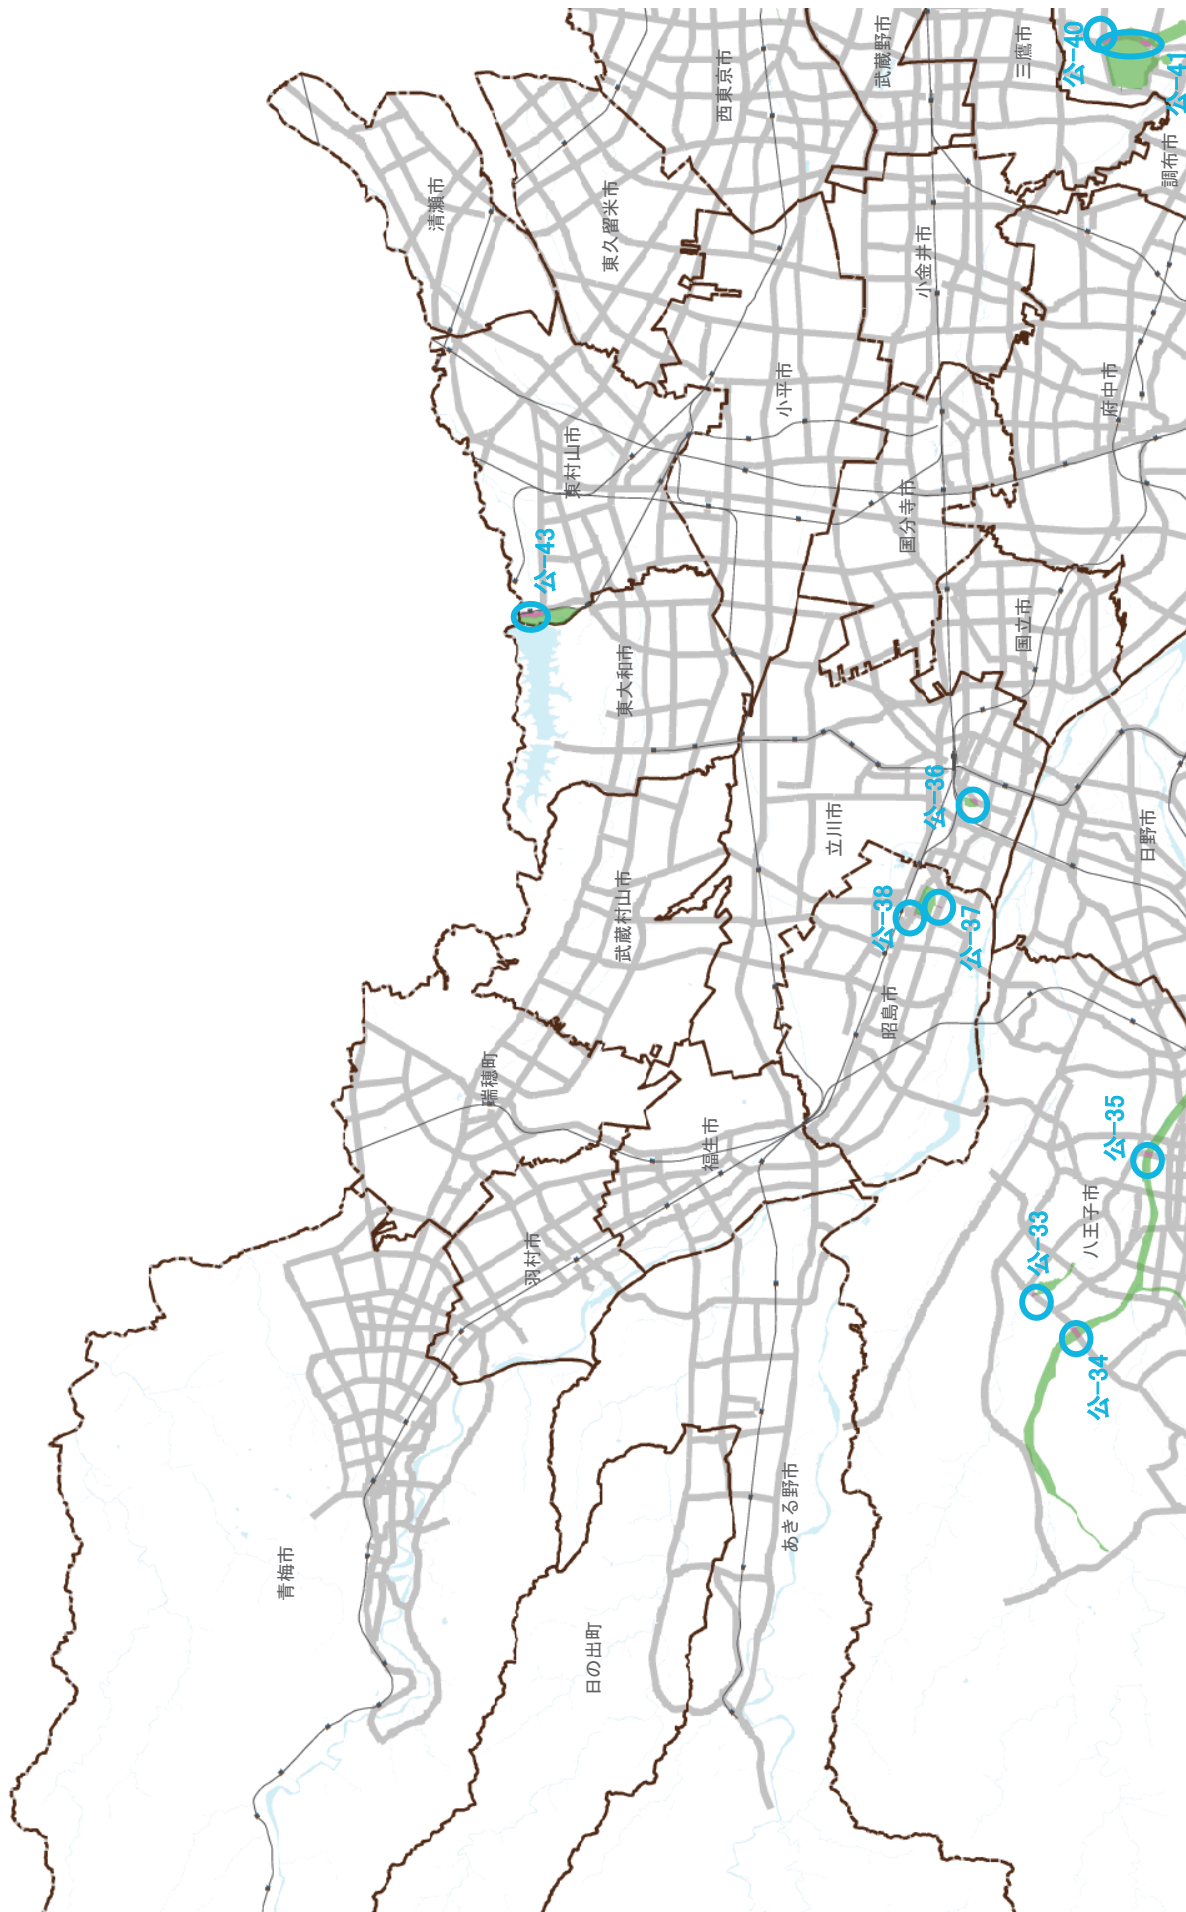 清瀬市
東久留米市
西東京市
武蔵野市
三鷹市
公-40
公-41
調布市
小金井市
府中市
小平市
東村山市
国分寺市
公-43
国立市
東大和市
公-36
立川市
日野市
武蔵村山市
公-38
公-37
昭島市
瑞穂町
福生市
公-35
八王子市
公-33
羽村市
公-34
あきる野市
青梅市
日の出町